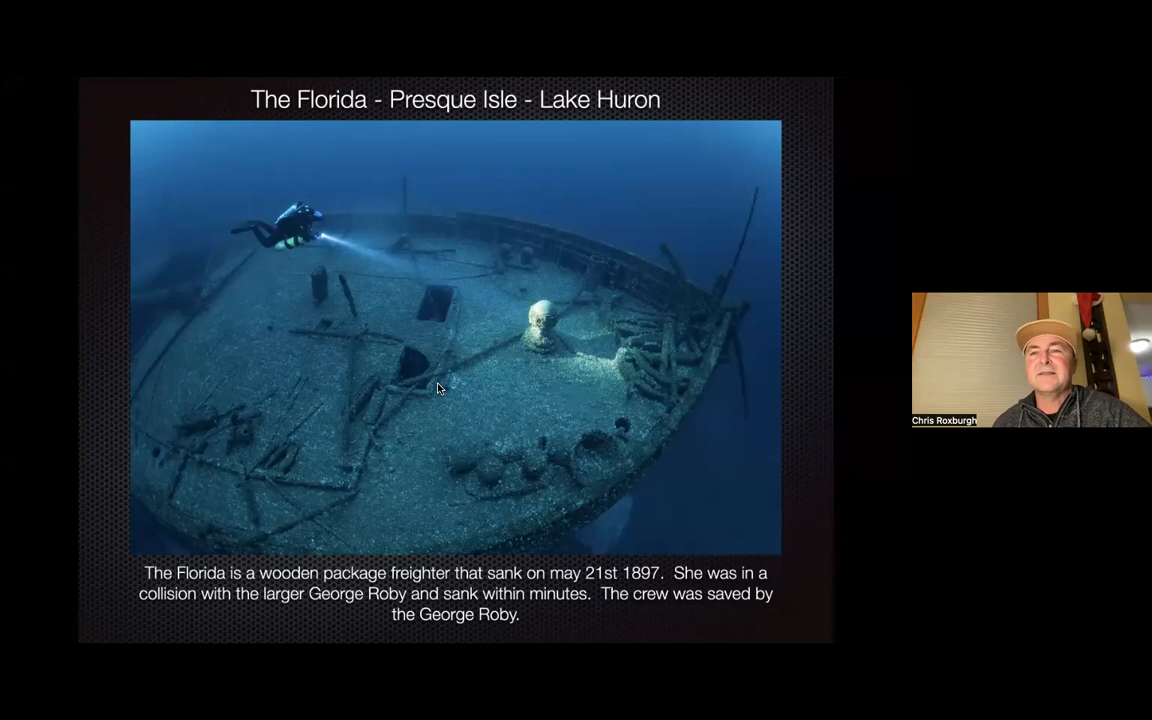 The Florida - Presque Isle - Lake Huron
The Florida is a wooden package freighter that sank on may 21st 1897.  She was in a
collision with the larger George Roby and sank within minutes.  The crew was saved by
the George Roby.
Chris Roxburgh